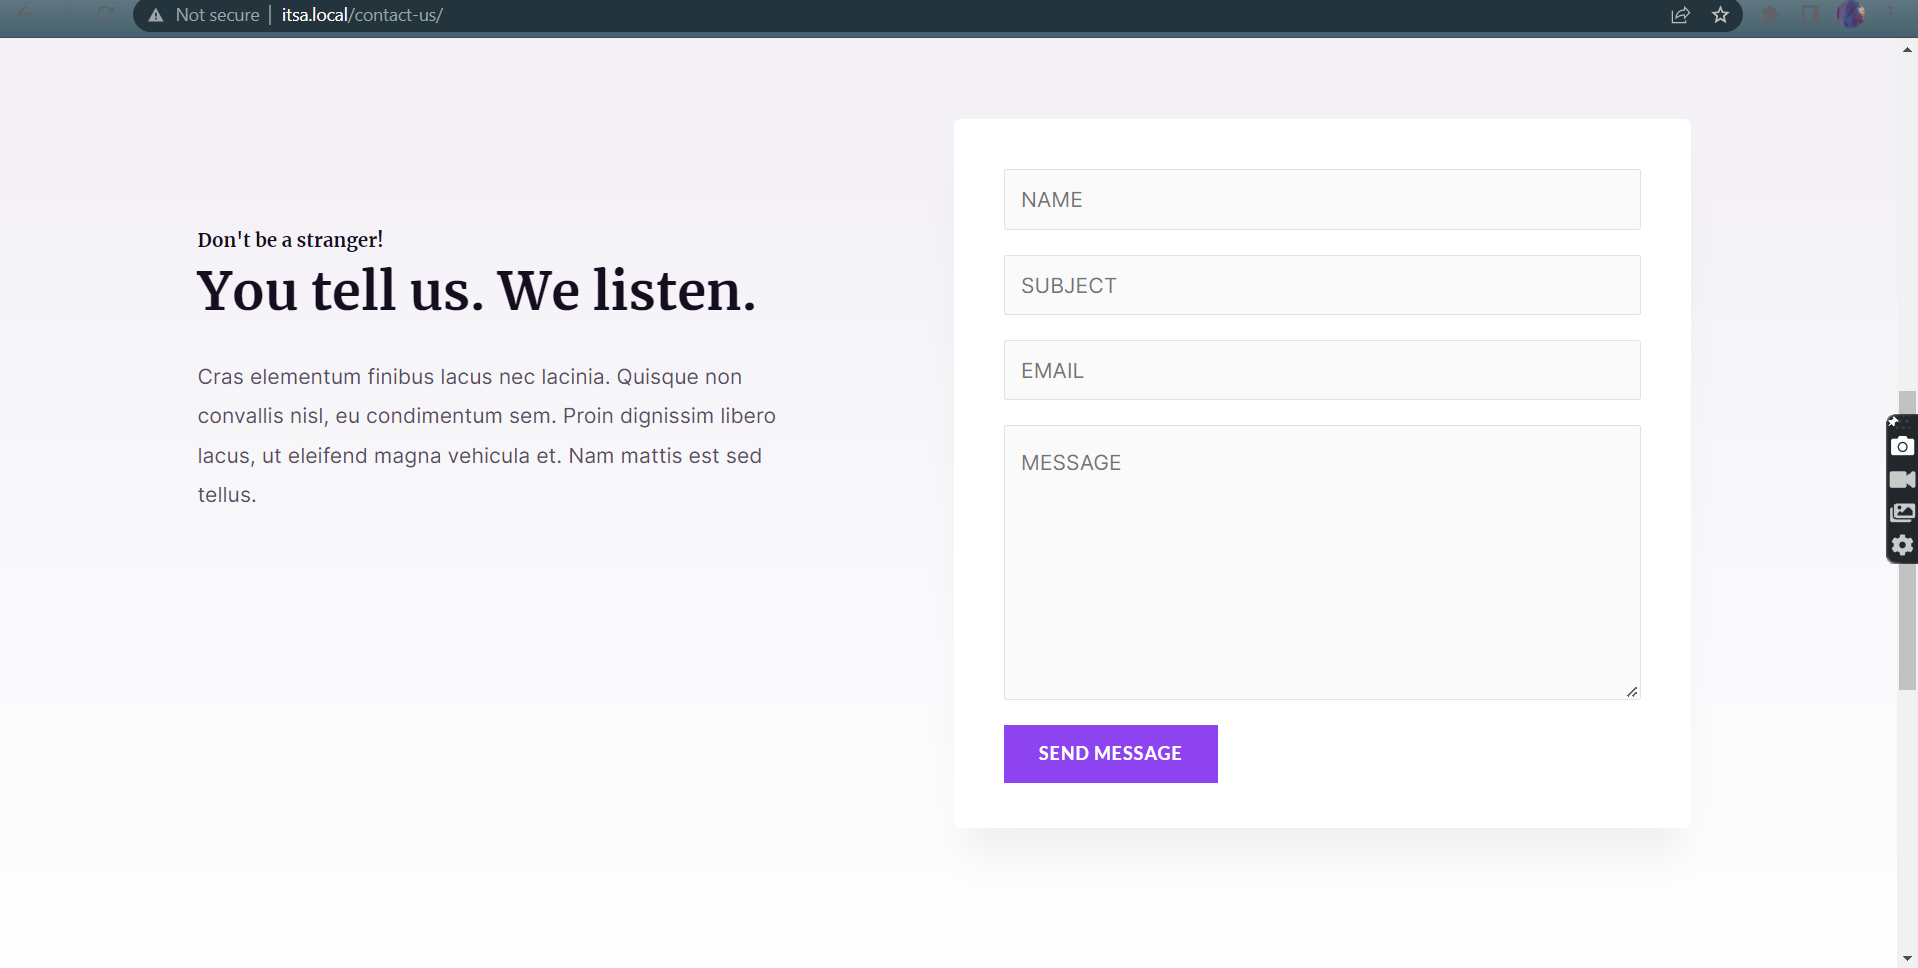 Not secure | itsa.local/contact-us/
Don't be a stranger!
You tell us. We listen.
Cras elementum finibus lacus nec lacinia. Quisque non
convallis nisl, eu condimentum sem. Proin dignissim libero
lacus, ut eleifend magna vehicula et. Nam mattis est sed
tellus.
NAME
SUBJECT
EMAIL
MESSAGE
SEND MESSAGE